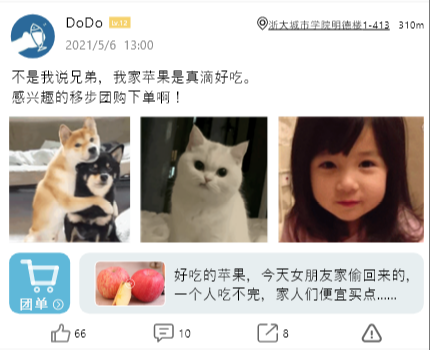 DoDo Lv.12
浙大城市学院明德楼1-413 310m
2021/5/6 13:00
不是我说兄弟，我家苹果是真滴好吃。
感兴趣的移步团购下单啊！
团单
好吃的苹果，今天女朋友家偷回来的，
一个人吃不完，家人们便宜买点……
66
10
8